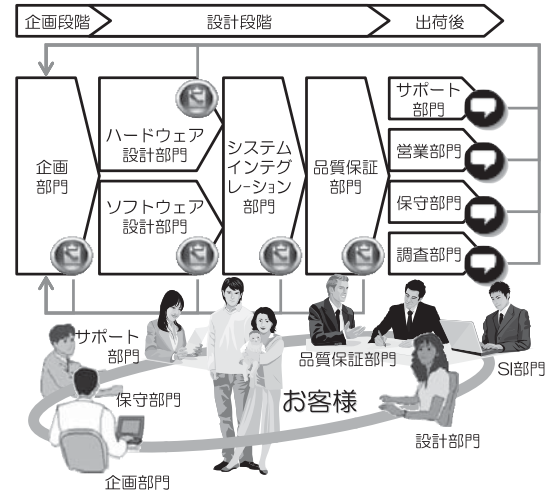 企画段階
設計段階
出荷後
企画
部門
ハードウェア
設計部門
ソフトウェア
設計部門
システム
インテグ
レーション
部門
品質保証
部門
サポート
部門
営業部門
保守部門
調査部門
サポート
部門
保守部門
企画部門
お客様
品質保証部門
SI部門
設計部門